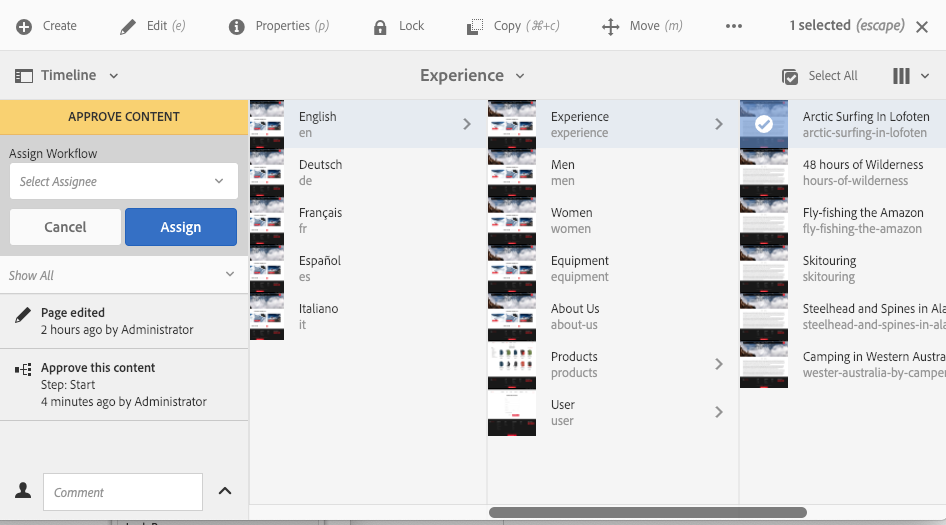 Create
Edit (e)
Properties (p)
Lock
Copy (⌘+c)
Move (m)
1 selected (escape)
Timeline
Experience
Select All
APPROVE CONTENT
Assign Workflow
Select Assignee
Cancel
Assign
Show All
Page edited
2 hours ago by Administrator
Approve this content
Step: Start
4 minutes ago by Administrator
Comment
English
en
Deutsch
de
Français
fr
Español
es
Italiano
it
Experience
experience
Men
men
Women
women
Equipment
equipment
About Us
about-us
Products
products
User
user
Arctic Surfing In Lofoten
arctic-surfing-in-lofoten
48 hours of Wilderness
hours-of-wilderness
Fly-fishing the Amazon
fly-fishing-the-amazon
Skitouring
skitouring
Steelhead and Spines in Ala
steelhead-and-spines-in-ala
Camping in Western Austra
wester-australia-by-camper